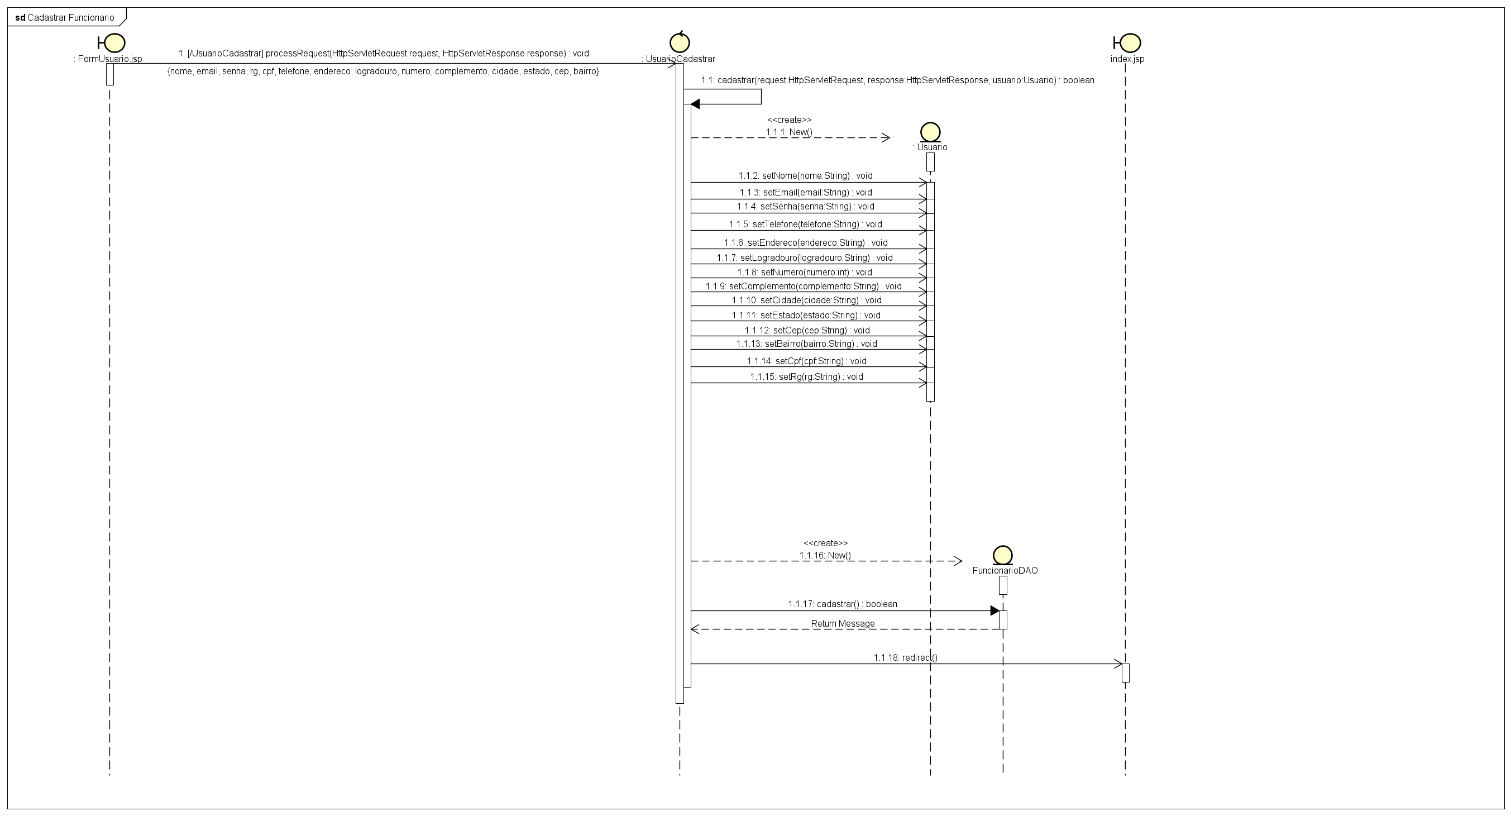 sd Cadastrar Funcionario
: FormUsuario.jsp
1: [/UsuarioCadastrar] processRequest(HttpServletRequest request, HttpServletResponse response) : void
{nome, email, senha, rg, cpf, telefone, endereco, logradouro, numero, complemento, cidade, estado, cep, bairro}
: UsuarioCadastrar
index.jsp
1.1: cadastrar(request:HttpServletRequest, response:HttpServletResponse, usuario:Usuario) : boolean
<<create>>
1.1.1: New()
: Usuario
1.1.2: setNome(nome:String) : void
1.1.3: setEmail(email:String) : void
1.1.4: setSenha(senha:String) : void
1.1.5: setTelefone(telefone:String) : void
1.1.6: setEndereco(endereco:String) : void
1.1.7: setLogradouro(logradouro:String) : void
1.1.8: setNumero(numero:int) : void
1.1.9: setComplemento(complemento:String) : void
1.1.10: setCidade(cidade:String) : void
1.1.11: setEstado(estado:String) : void
1.1.12: setCep(cep:String) : void
1.1.13: setBairro(bairro:String) : void
1.1.14: setCpf(cpf:String) : void
1.1.15: setRg(rg:String) : void
<<create>>
1.1.16: New()
: FuncionarioDAO
1.1.17: cadastrar() : boolean
Return Message
1.1.18: redirect()